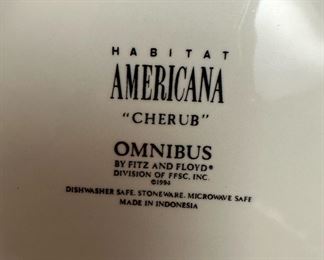 HABITAT
AMERICANA
"CHERUB"
OMNIBUS
BY FITZ AND FLOYD®
DIVISION OF FFSC, INC.
©1994
DISHWASHER SAFE. STONEWARE. MICROWAVE SAFE
MADE IN INDONESIA